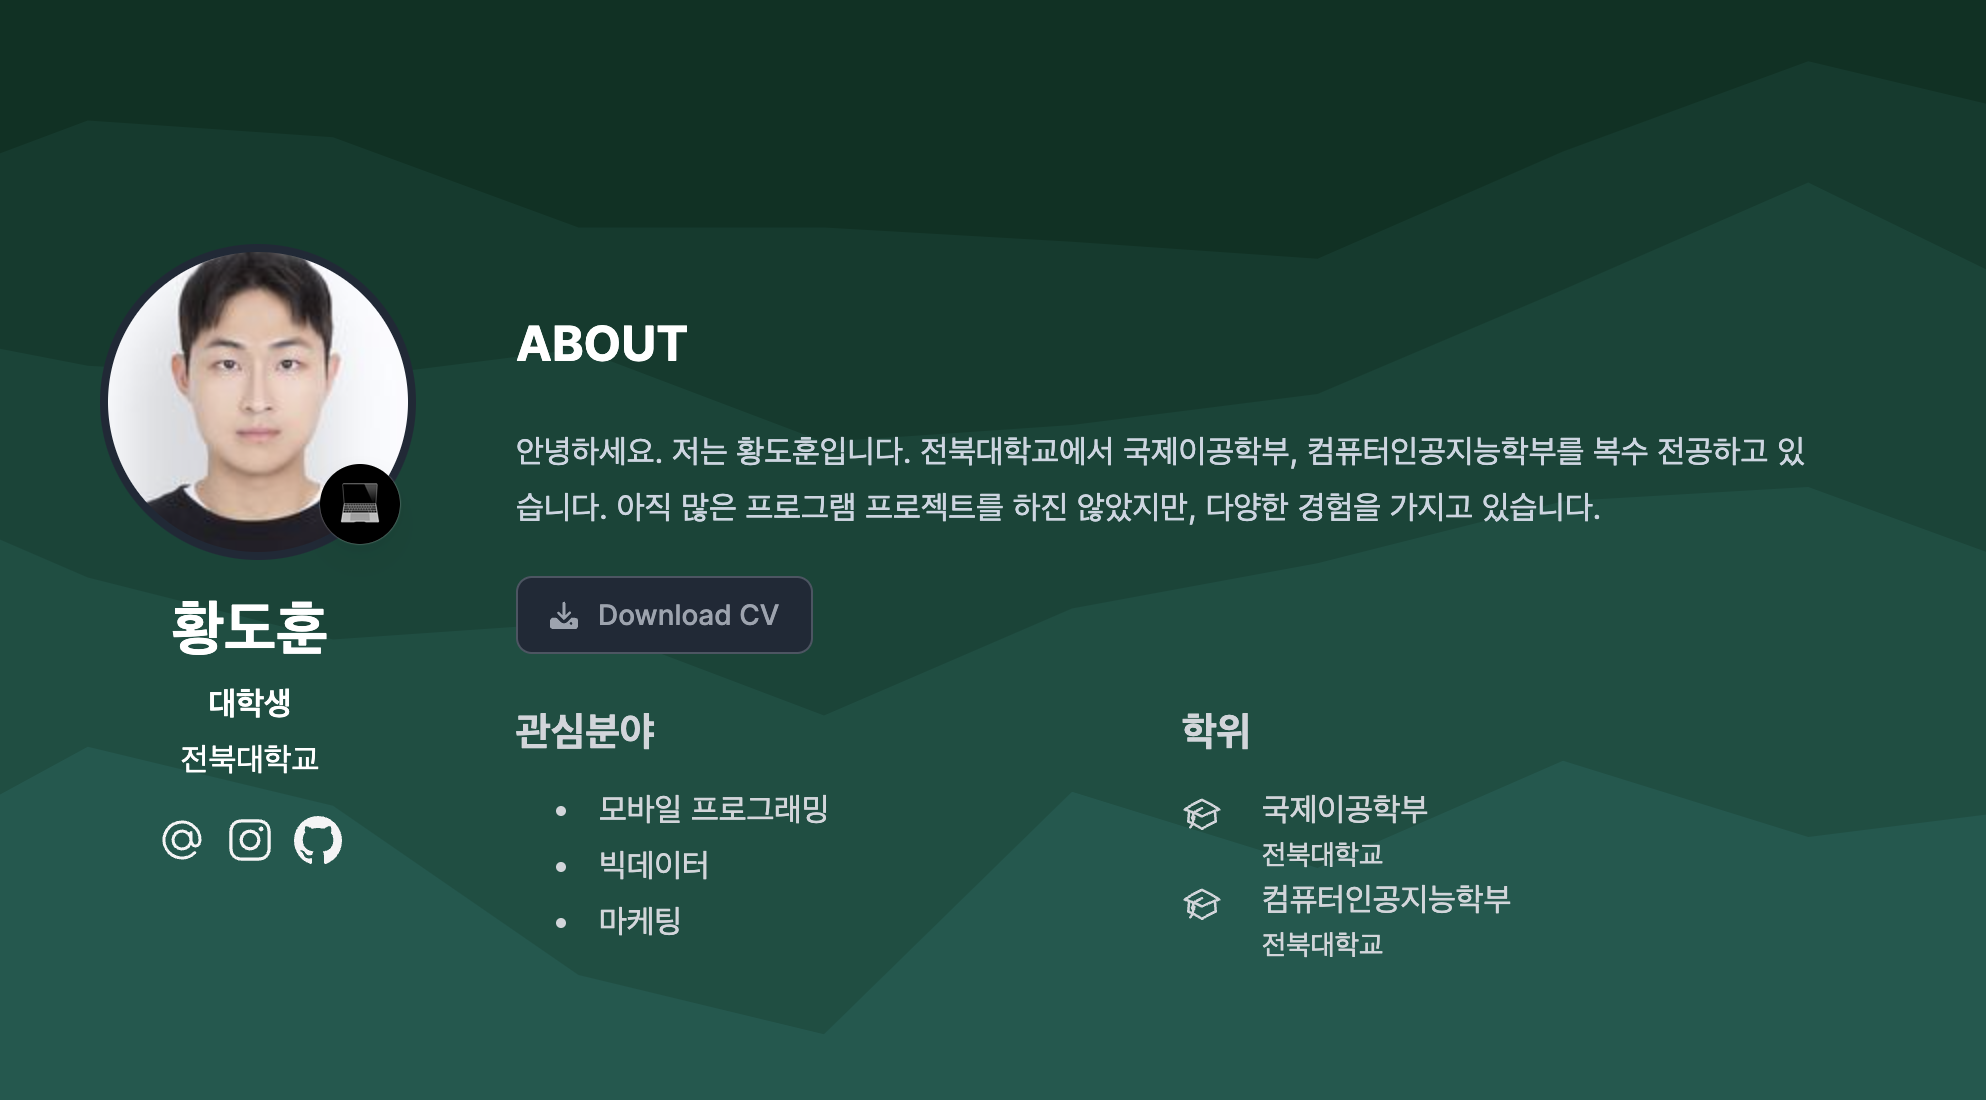 황도훈
대학생
전북대학교
ABOUT
안녕하세요. 저는 황도훈입니다. 전북대학교에서 국제이공학부, 컴퓨터인공지능학부를 복수 전공하고 있
습니다. 아직 많은 프로그램 프로젝트를 하진 않았지만, 다양한 경험을 가지고 있습니다.
Download CV
관심분야
모바일 프로그래밍
빅데이터
마케팅
학위
국제이공학부
전북대학교
컴퓨터인공지능학부
전북대학교